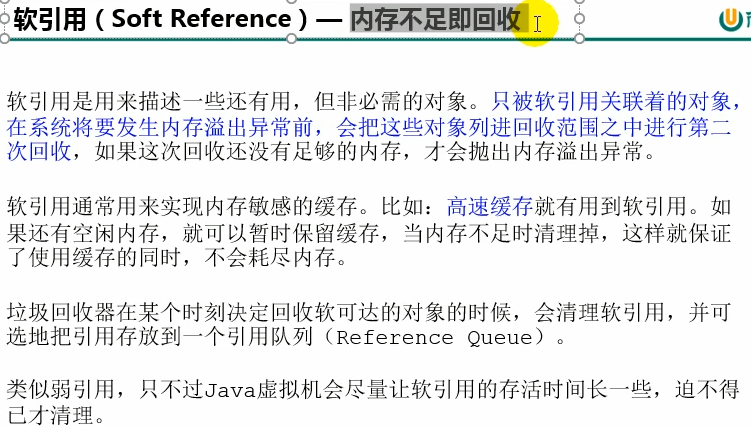 软引用（Soft Reference）— 内存不足即回收
软引用是用来描述一些还有用，但非必需的对象。只被软引用关联着的对象，
在系统将要发生内存溢出异常前，会把这些对象列进回收范围之中进行第二
次回收，如果这次回收还没有足够的内存，才会抛出内存溢出异常。
软引用通常用来实现内存敏感的缓存。比如：高速缓存就有用到软引用。如
果还有空闲内存，就可以暂时保留缓存，当内存不足时清理掉，这样就保证
了使用缓存的同时，不会耗尽内存。
垃圾回收器在某个时刻决定回收软可达的对象的时候，会清理软引用，并可
选地把引用存放到一个引用队列（Reference Queue）。
类似弱引用，只不过Java虚拟机会尽量让软引用的存活时间长一些，迫不得
已才清理。